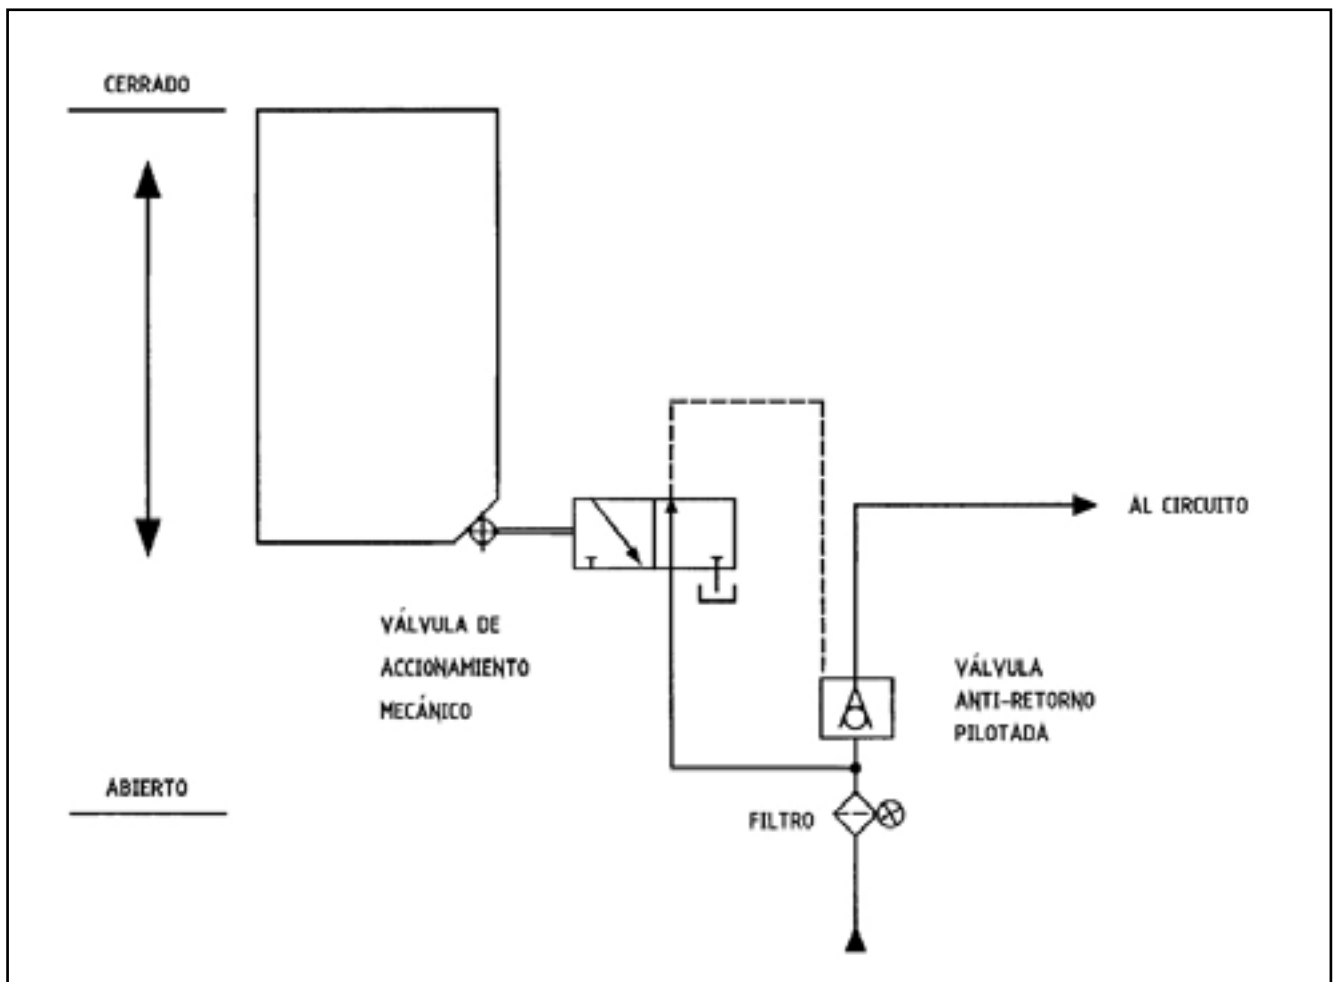 CERRADO
AL CIRCUITO
VÁLVULA DE
ACCIONAMIENTO
MECÁNICO
VÁLVULA
ANTI-RETORNO
PILOTADA
ABIERTO
FILTRO